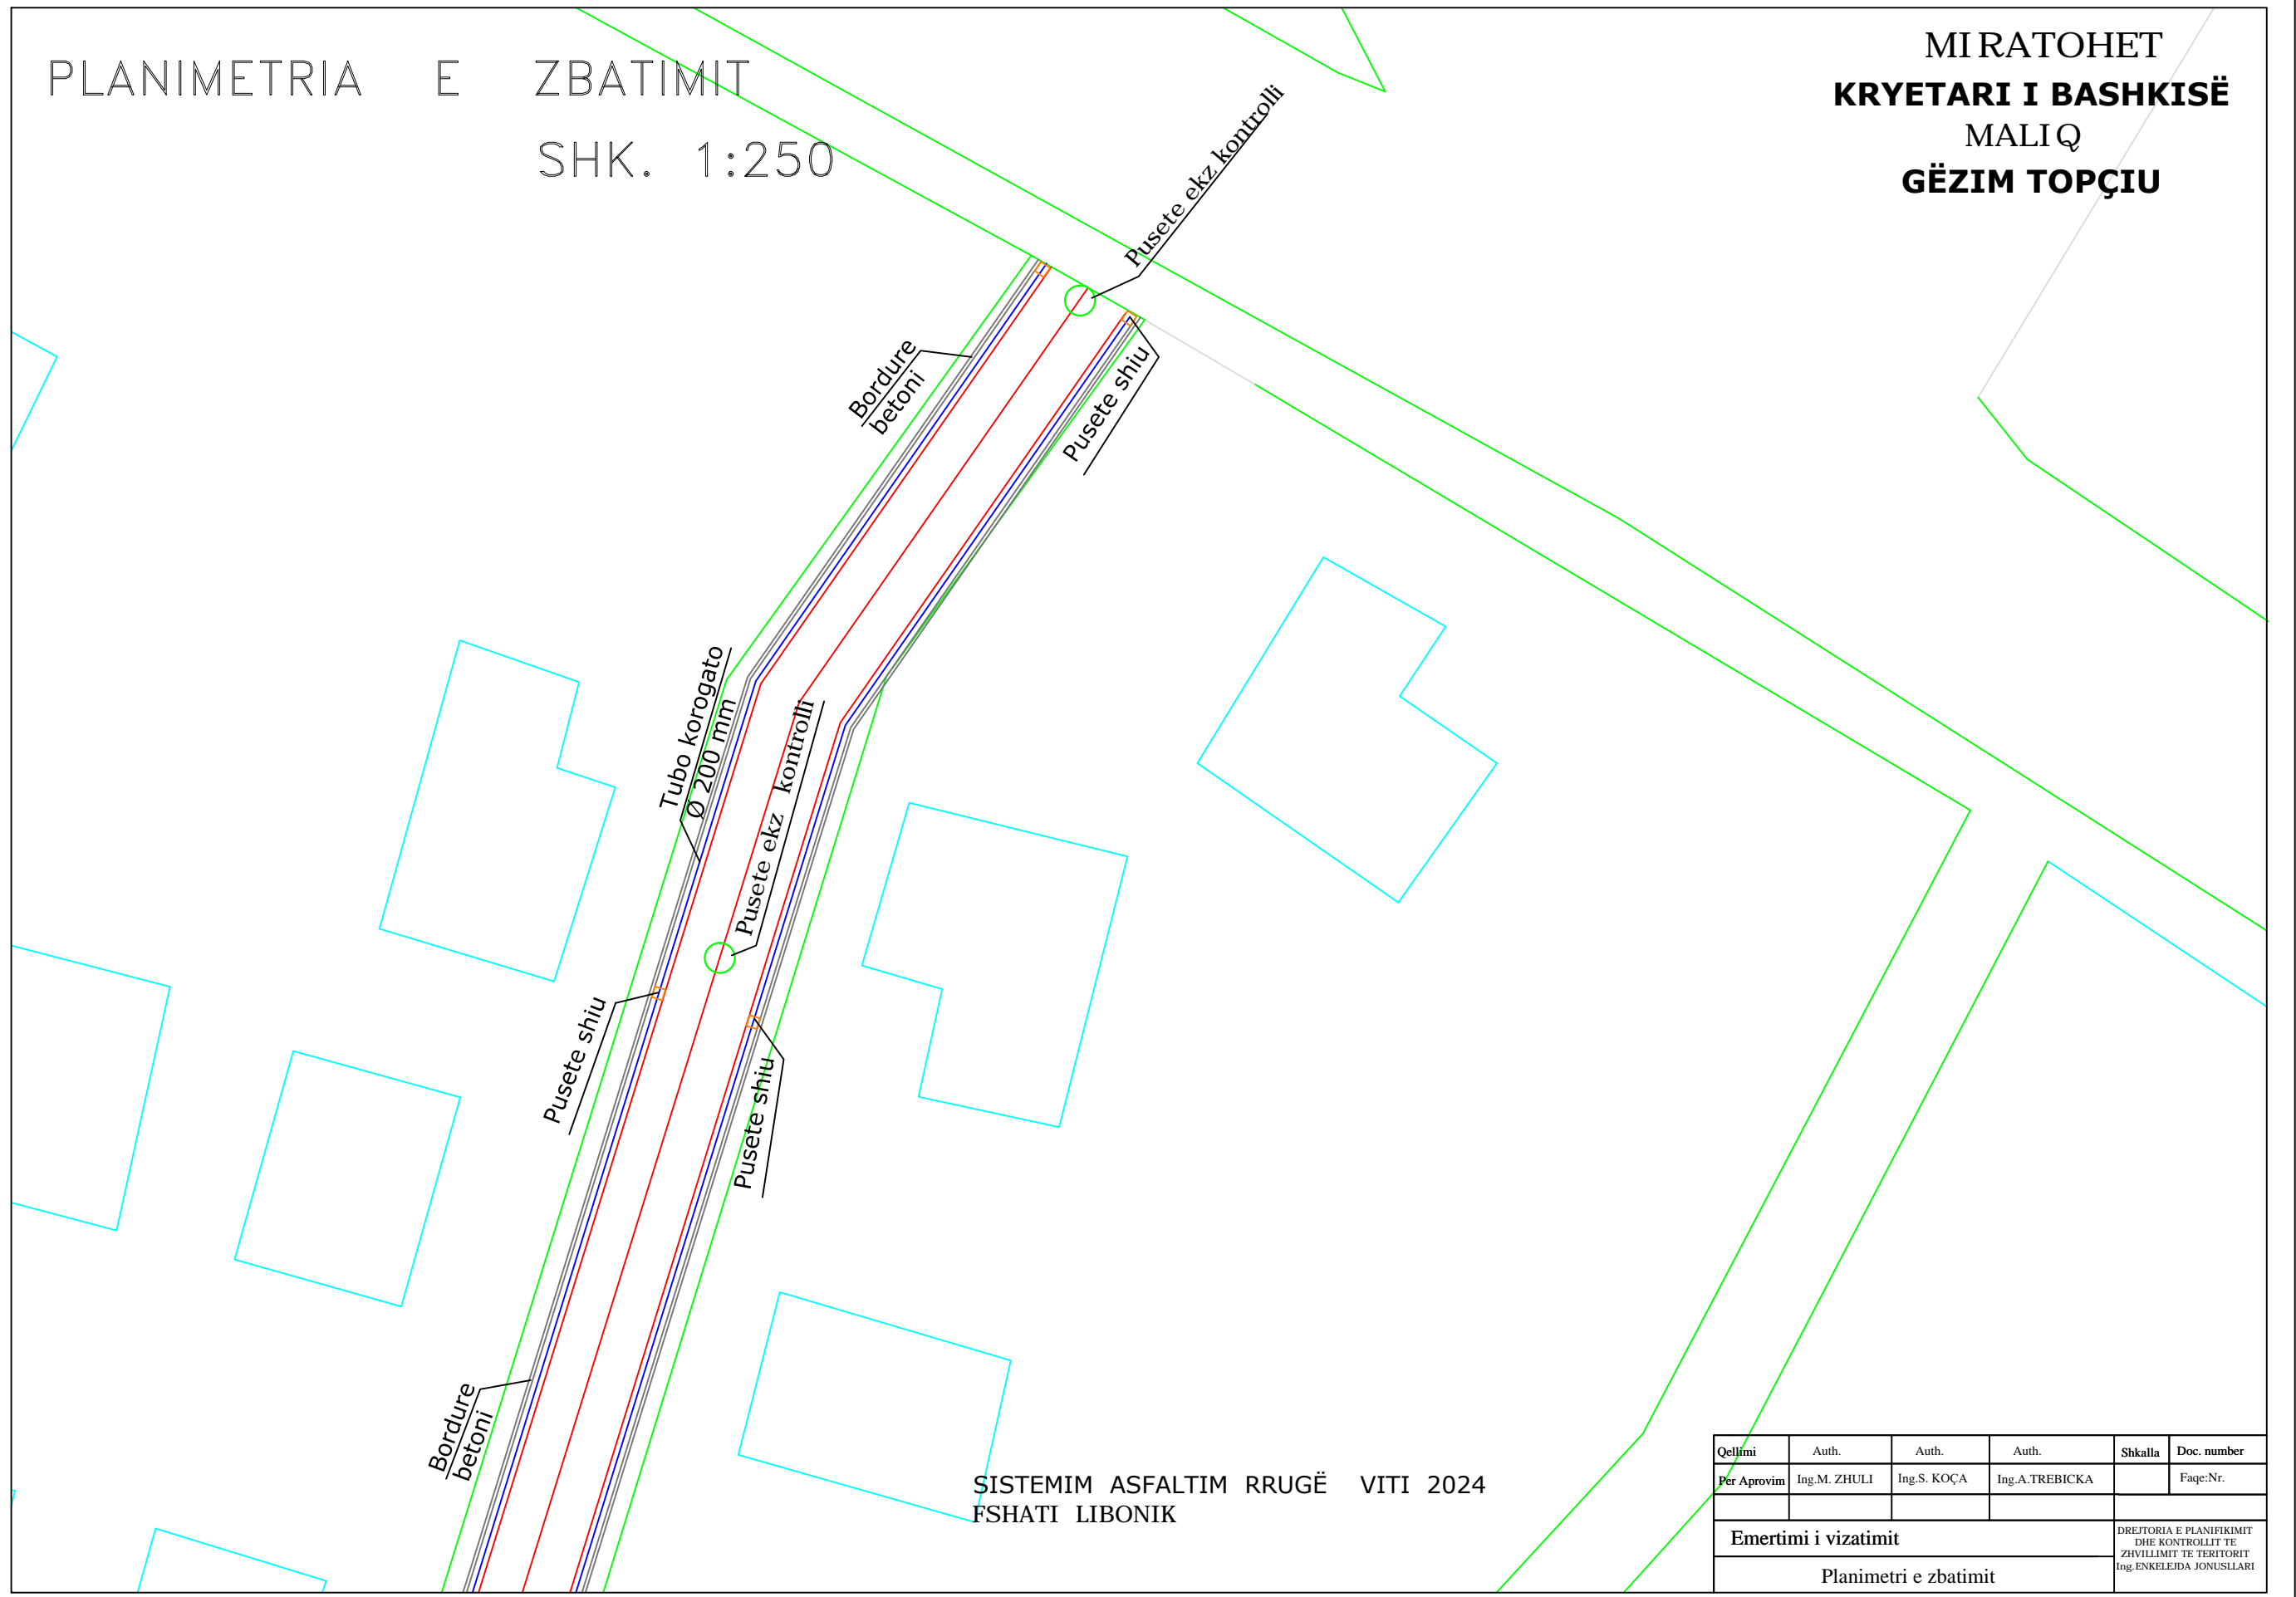 PLANIMETRIA E ZBATIMIT
SHK. 1:250
MIRATOHET
KRYETARI I BASHKISË
MALIQ
GËZIM TOPÇIU
Pusete ekz kontrolli
Bordure
betoni
Pusete shiu
Tubo korogato
Ø 200 mm
Pusete ekz kontrolli
Pusete shiu
Pusete shiu
Bordure
betoni
SISTEMIM ASFALTIM RRUGË VITI 2024
FSHATI LIBONIK
Qellimi Auth. Auth. Auth. Shkalla Doc. number
Per Aprovim Ing.M. ZHULI Ing.S. KOÇA Ing.A.TREBICKA Faqe:Nr.
Emertimi i vizatimit
Planimetri e zbatimit
DREJTORIA E PLANIFIKIMIT
DHE KONTROLLIT TE
ZHVILLIMIT TE TERITORIT
Ing.ENKELEJDA JONUSLLARI